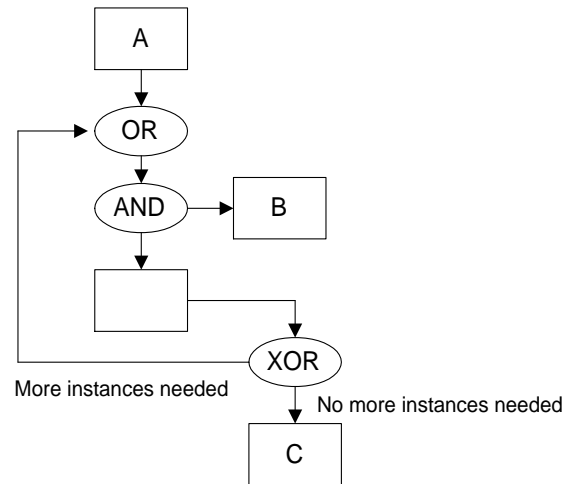 A
OR
AND
B
XOR
More instances needed
No more instances needed
C